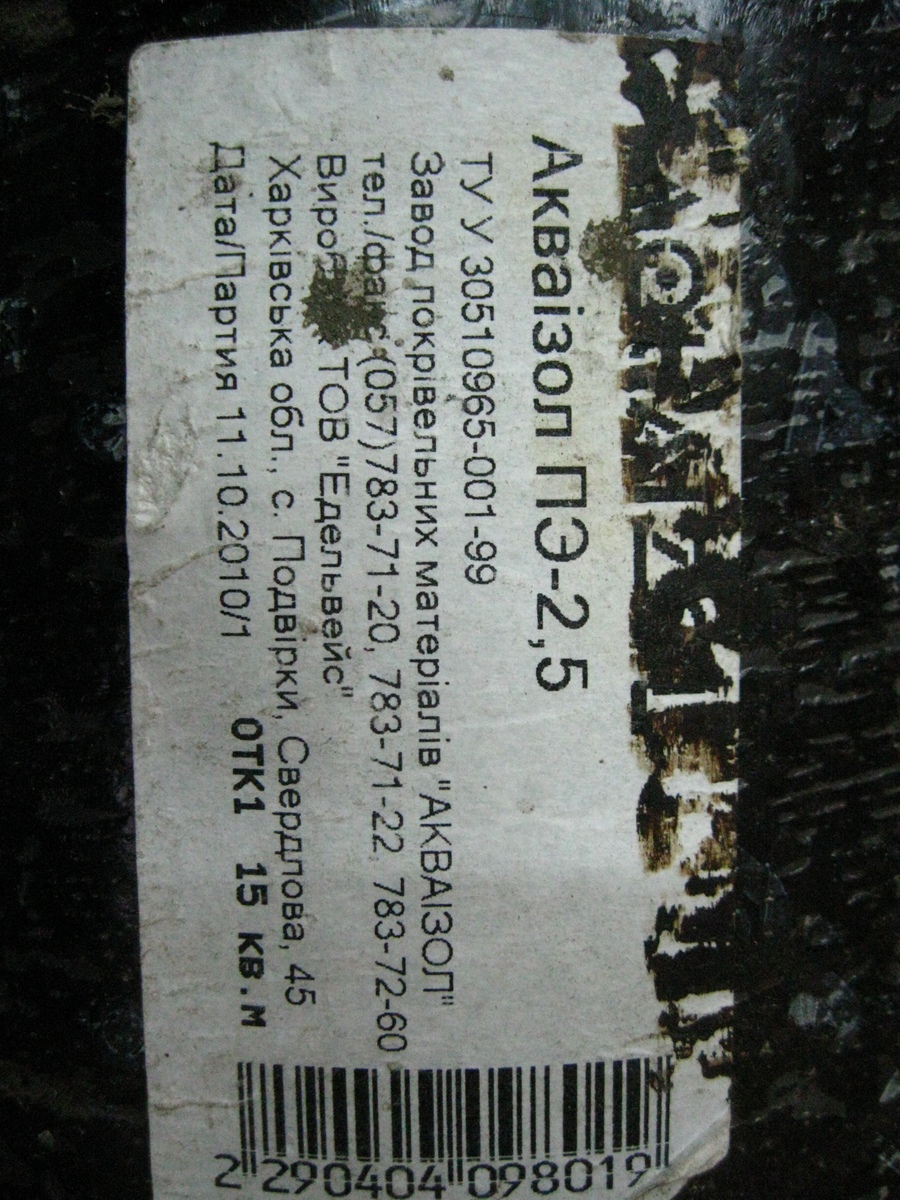 Акваізол ПЭ-2,5
ТУ У 30510965-001-99
Завод покрівельних матеріалів "АКВАІЗОЛ"
тел./факс (057)783-71-20, 783-71-22, 783-72-60
ТОВ "Едельвейс"
Харківська обл., с. Подвірки, Свердлова, 45
Дата/Партия 11.10.2010/1 ОТК1 15 кв.м
2 290404 098019